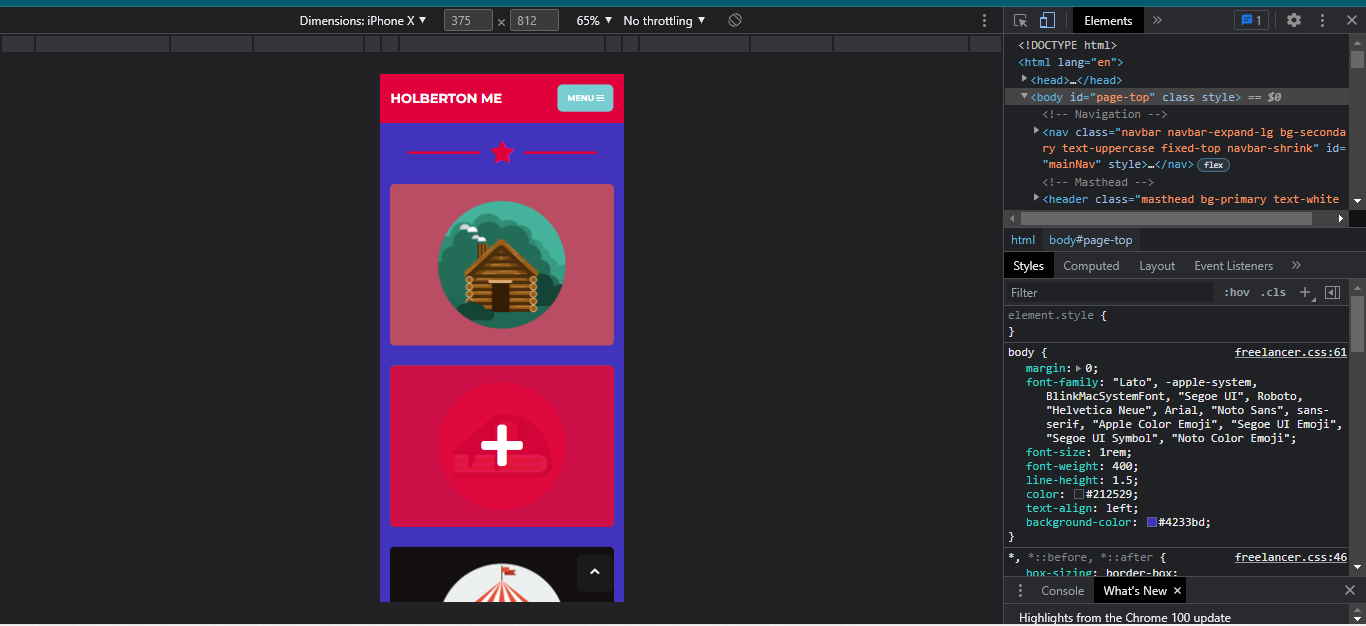 Dimensions: iPhone X ▼ 375 × 812 65% ▼ No throttling ▼
HOLBERTON ME
MENU
Elements
1
<!DOCTYPE html>
<html lang="en">
<head>…</head>
<body id="page-top" class style> == $0
<!-- Navigation -->
<nav class="navbar navbar-expand-lg bg-seconda
ry text-uppercase fixed-top navbar-shrink" id=
"mainNav" style>…</nav> flex
<!-- Masthead -->
<header class="masthead bg-primary text-white
html body#page-top
Styles Computed Layout Event Listeners »
Filter :hov .cls +
element.style {
}
body { freelancer.css:61
margin: 0;
font-family: "Lato", -apple-system,
BlinkMacSystemFont, "Segoe UI", Roboto,
"Helvetica Neue", Arial, "Noto Sans", sans-
serif, "Apple Color Emoji", "Segoe UI Emoji",
"Segoe UI Symbol", "Noto Color Emoji";
font-size: 1rem;
font-weight: 400;
line-height: 1.5;
color: #212529;
text-align: left;
background-color: #4233bd;
}
*, *::before, *::after { freelancer.css:46
box-sizing: border-box;
Console What's New ×
Highlights from the Chrome 100 update